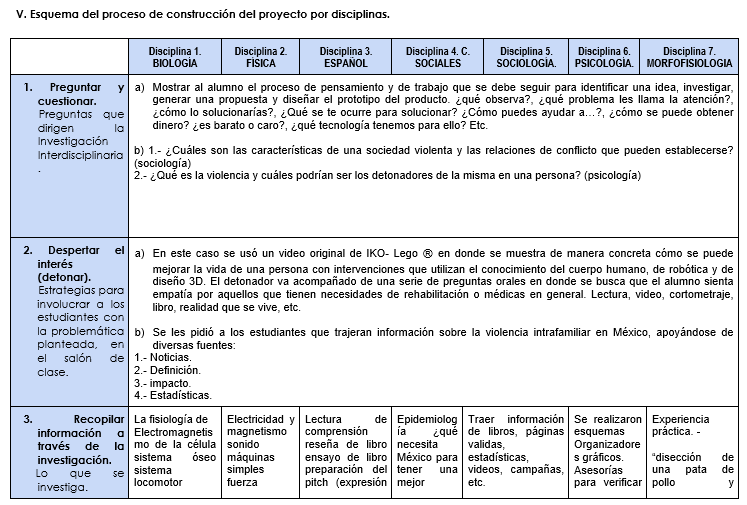 V. Esquema del proceso de construcción del proyecto por disciplinas.
Disciplina 1. BIOLOGÍA
Disciplina 2. FÍSICA
Disciplina 3. ESPAÑOL
Disciplina 4. C. SOCIALES
Disciplina 5. SOCIOLOGÍA.
Disciplina 6. PSICOLOGÍA.
Disciplina 7. MORFOFISIOLOGIA
1. Preguntar y
cuestionar.
Preguntas que
dirigen la
Investigación
Interdisciplinaria
.
a) Mostrar al alumno el proceso de pensamiento y de trabajo que se debe seguir para identificar una idea, investigar,
generar una propuesta y diseñar el prototipo del producto. ¿qué observa?, ¿qué problema les llama la atención?,
¿cómo lo solucionarías?, ¿Qué se te ocurre para solucionar? ¿Cómo puedes ayudar a…?, ¿cómo se puede obtener
dinero? ¿es barato o caro?, ¿qué tecnología tenemos para ello? Etc.
b) 1.- ¿Cuáles son las características de una sociedad violenta y las relaciones de conflicto que pueden establecerse?
(sociología)
2.- ¿Qué es la violencia y cuáles podrían ser los detonadores de la misma en una persona? (psicología)
2. Despertar el
interés
(detonar).
Estrategias para
involucrar a los
estudiantes con
la problemática
planteada, en
el salón de
clase.
a) En este caso se usó un video original de IKO- Lego ® en donde se muestra de manera concreta cómo se puede
mejorar la vida de una persona con intervenciones que utilizan el conocimiento del cuerpo humano, de robótica y de
diseño 3D. El detonador va acompañado de una serie de preguntas orales en donde se busca que el alumno sienta
empatía por aquellos que tienen necesidades de rehabilitación o médicas en general. Lectura, video, cortometraje,
libro, realidad que se vive, etc.
b) Se les pidió a los estudiantes que trajeran información sobre la violencia intrafamiliar en México, apoyándose de
diversas fuentes:
1.- Noticias.
2.- Definición.
3.- impacto.
4.- Estadísticas.
3. Recopilar
información a
través de la
investigación.
Lo que se
investiga.
La fisiología de
Electromagnetis
mo de la célula
sistema óseo
sistema
locomotor
Electricidad y
magnetismo
sonido
máquinas
simples
fuerza
Lectura de
comprensión
reseña de libro
ensayo de libro
preparación del
pitch (expresión
Epidemiolog
ía ¿qué
necesita
México para
tener una
mejor
Traer información
de libros, páginas
validas,
estadísticas,
videos, campañas,
etc.
Se realizaron
esquemas
Organizadore
s gráficos.
Asesorías
para verificar
Experiencia
práctica. -
“disección de
una pata de
pollo y